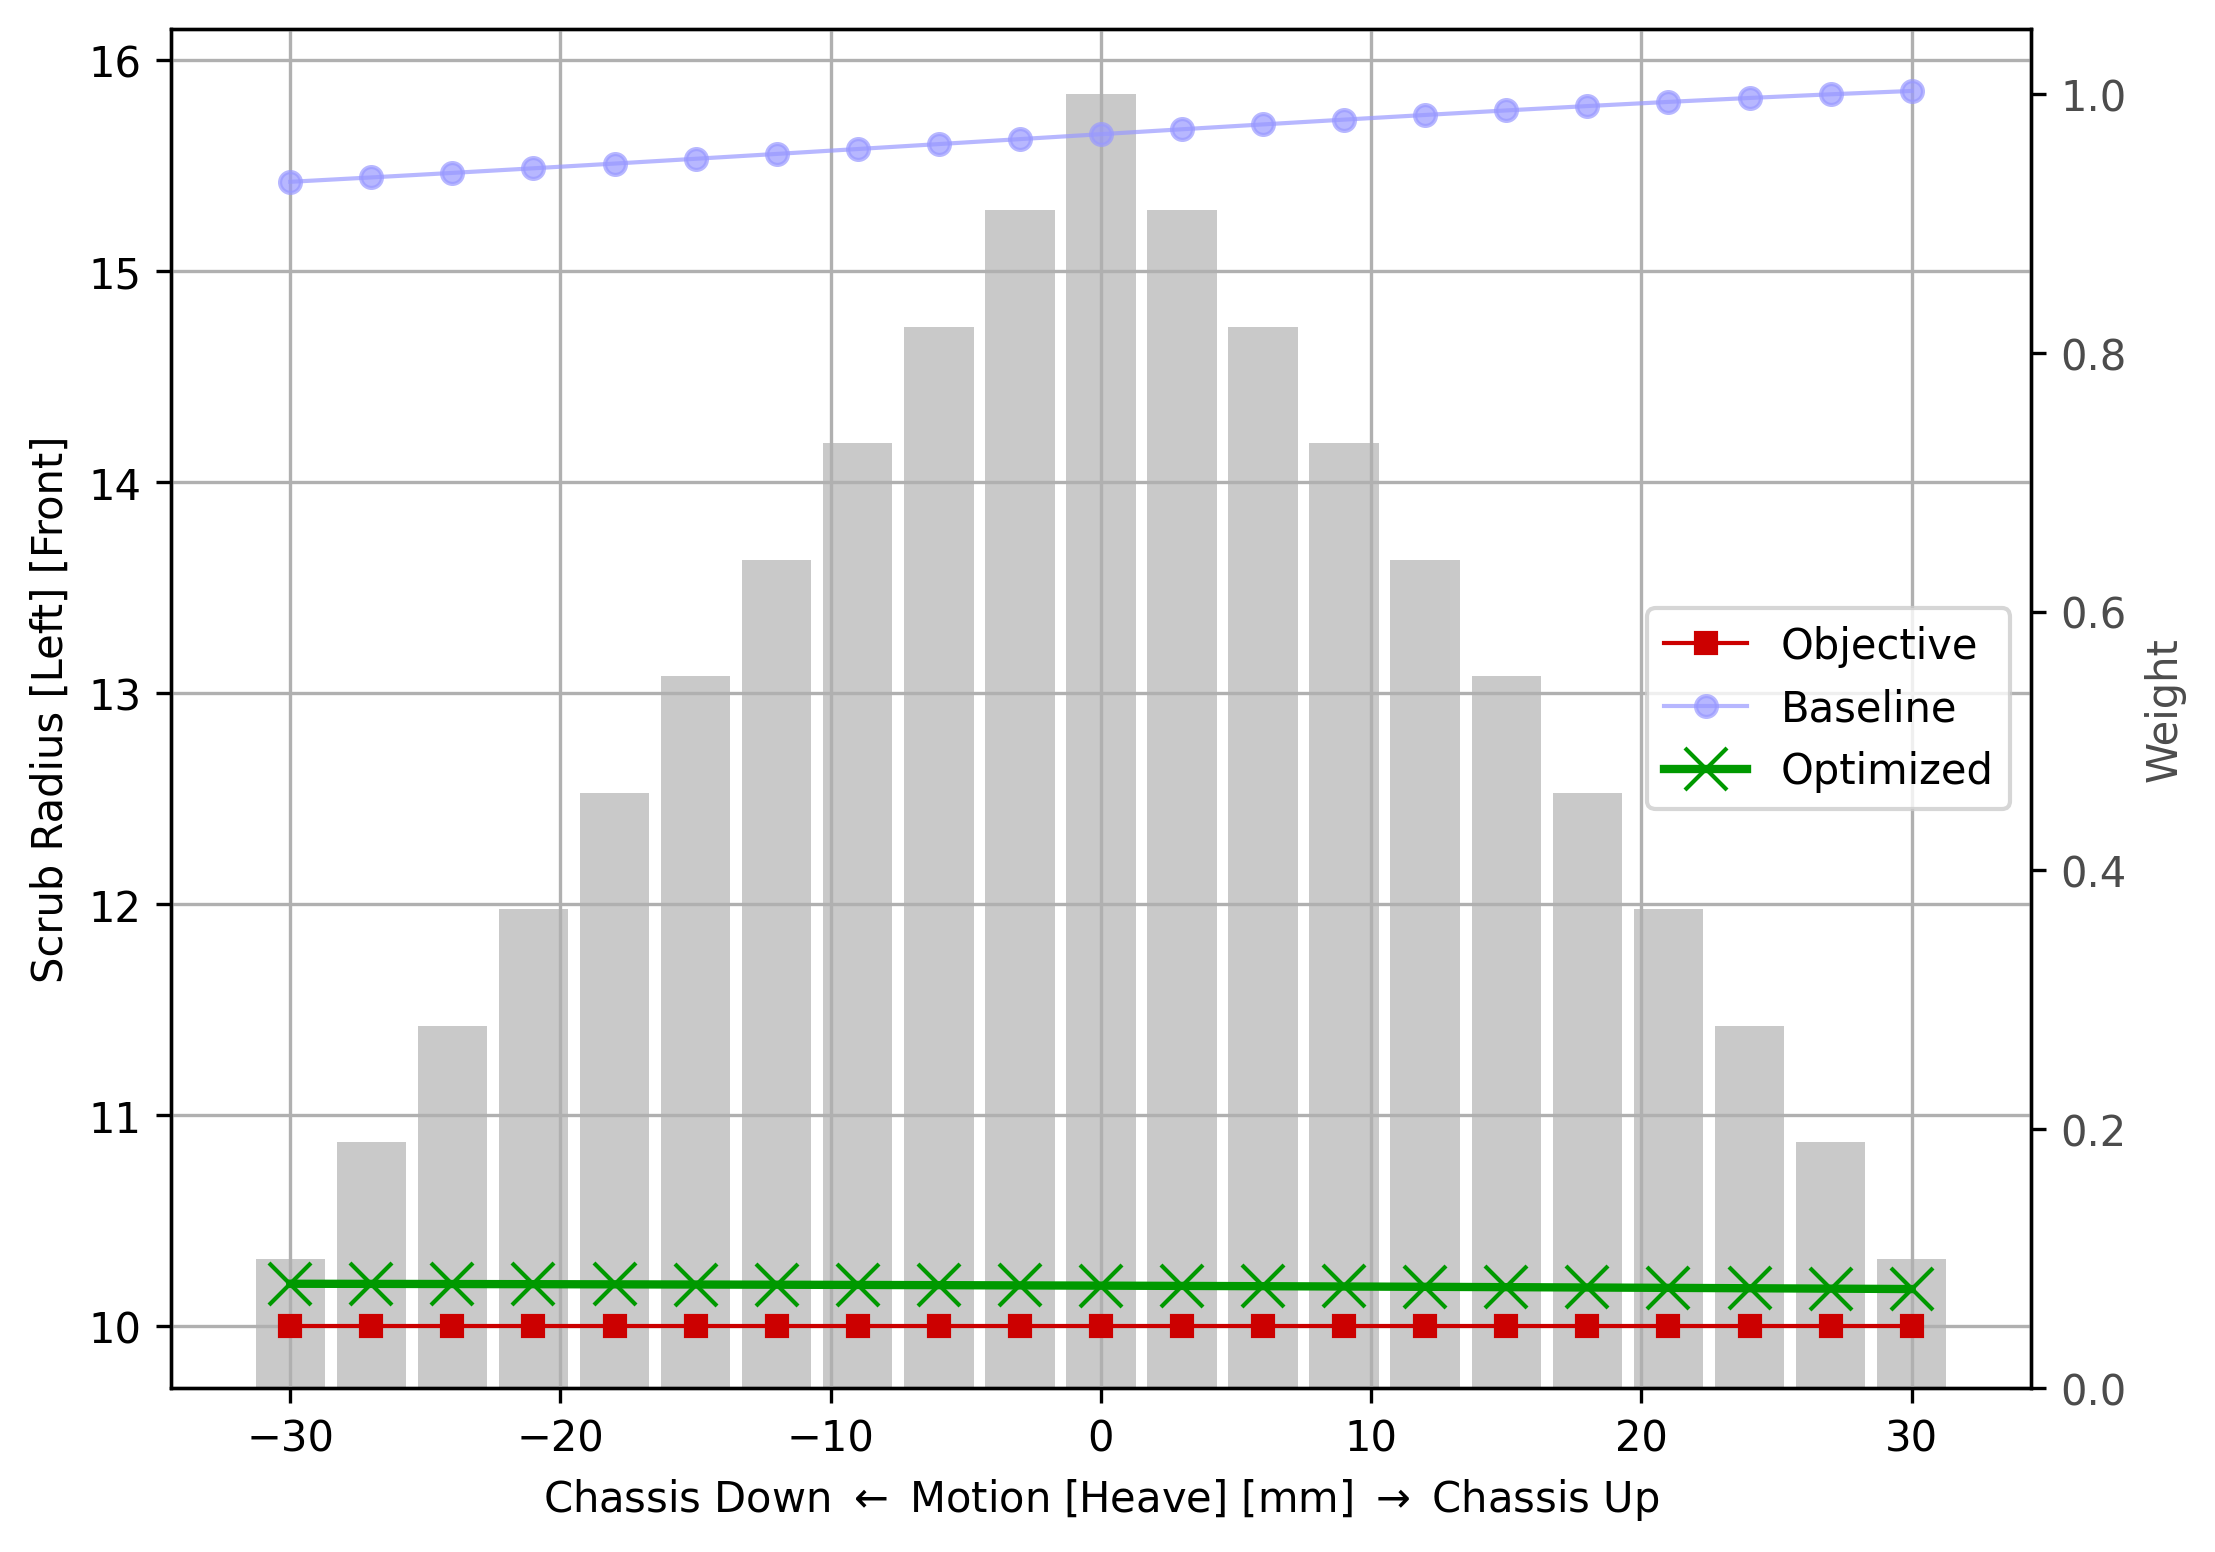 16
15
14
13
12
11
10
Scrub Radius [Left] [Front]
1.0
0.8
0.6
0.4
0.2
0.0
Weight
Objective
Baseline
Optimized
−30 −20 −10 0 10 20 30
Chassis Down ← Motion [Heave] [mm] → Chassis Up